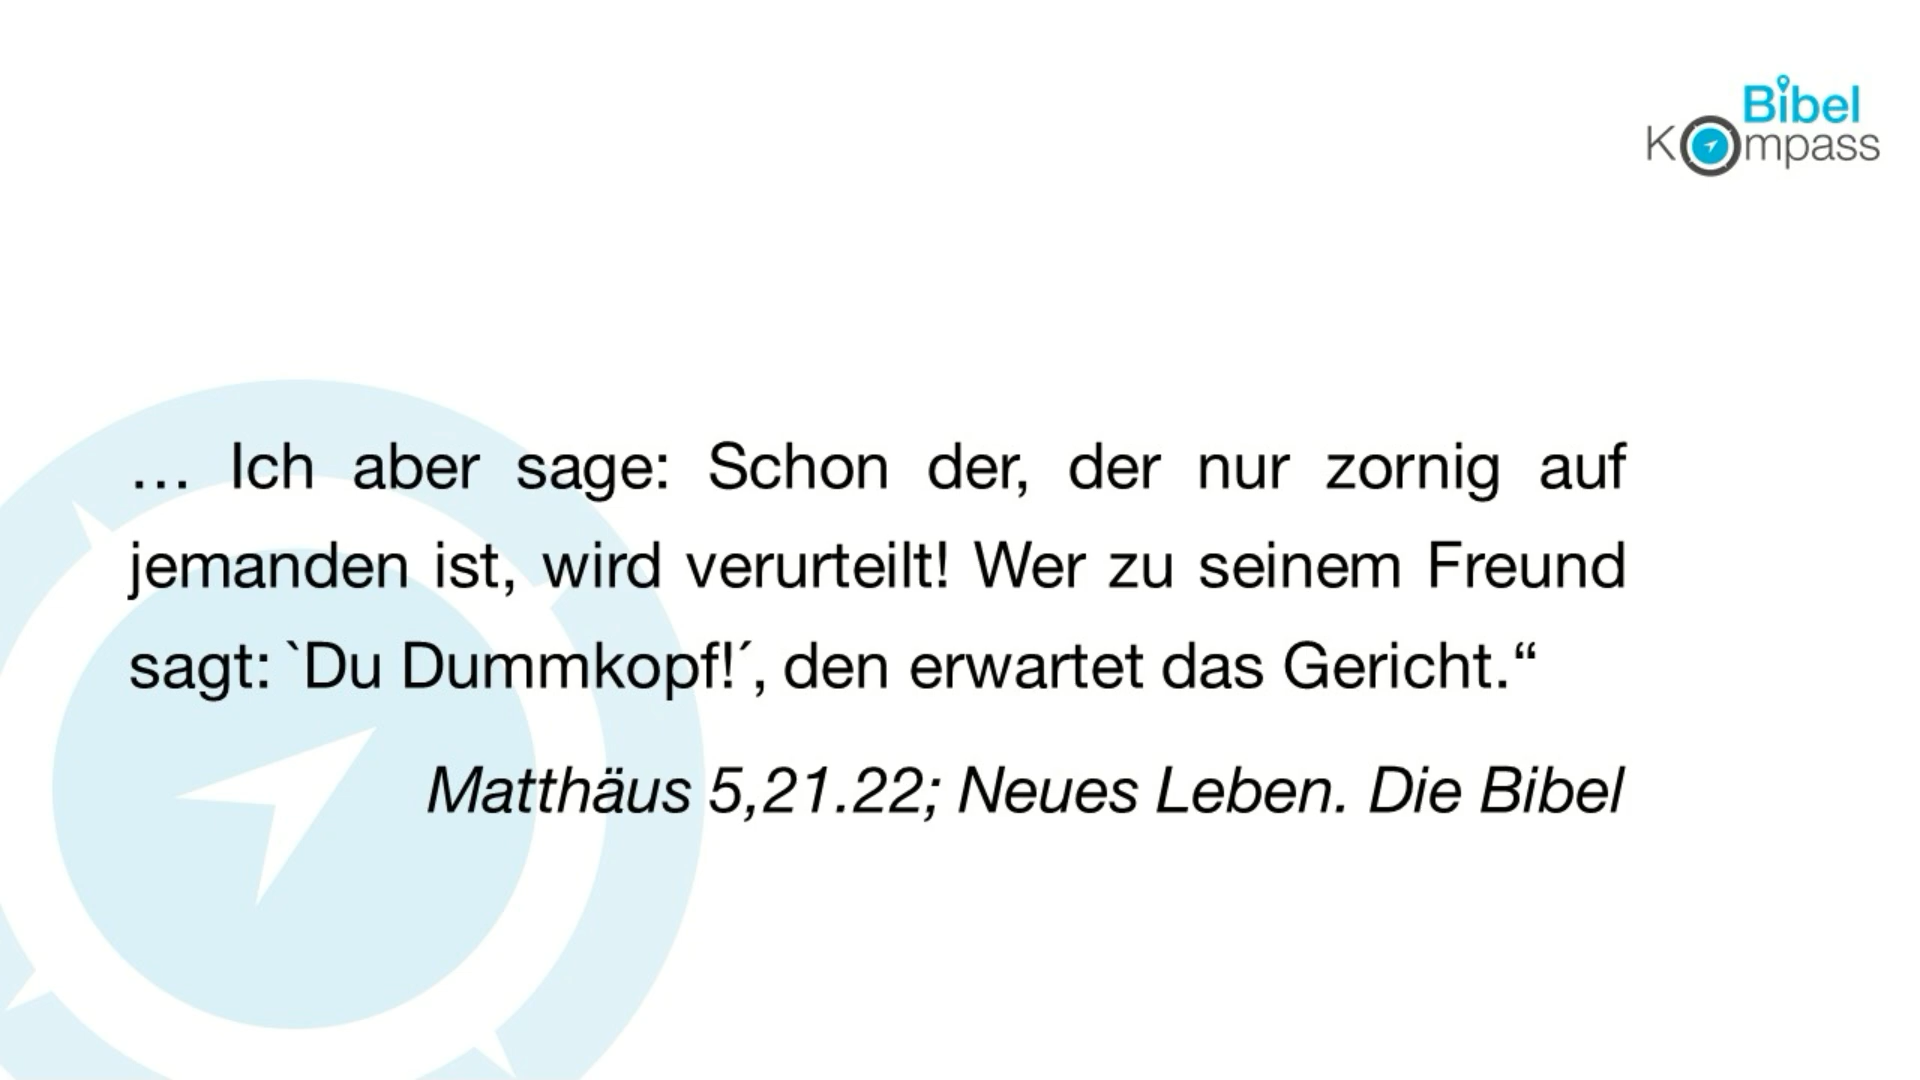 Bibel
Kompass
… Ich aber sage: Schon der, der nur zornig auf
jemanden ist, wird verurteilt! Wer zu seinem Freund
sagt: `Du Dummkopf!´, den erwartet das Gericht.“
Matthäus 5,21.22; Neues Leben. Die Bibel